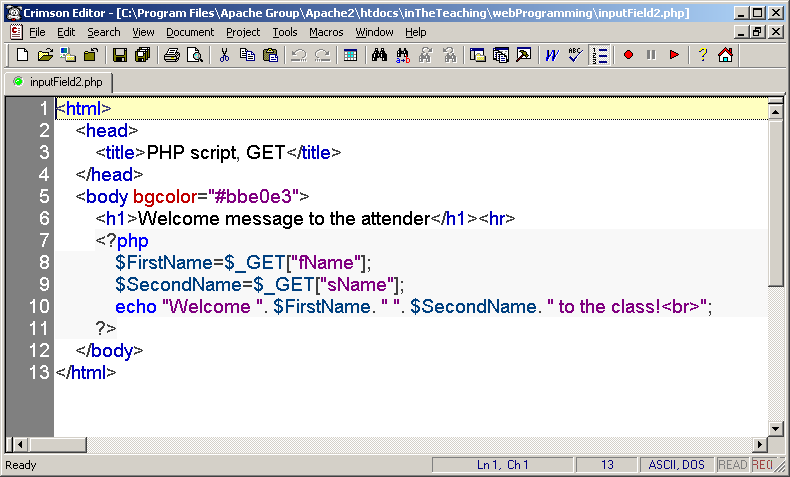 Crimson Editor - [C:\Program Files\Apache Group\Apache2\htdocs\inTheTeaching\webProgramming\inputField2.php]
File Edit Search View Document Project Tools Macros Window Help
inputField2.php
1 <html>
2 <head>
3 <title>PHP script, GET</title>
4 </head>
5 <body bgcolor="#bbe0e3">
6 <h1>Welcome message to the attender</h1><hr>
7 <?php
8 $FirstName=$_GET["fName"];
9 $SecondName=$_GET["sName"];
10 echo "Welcome ". $FirstName. " ". $SecondName. " to the class!<br>";
11 ?>
12 </body>
13 </html>
Ready Ln 1, Ch 1 13 ASCII, DOS READ